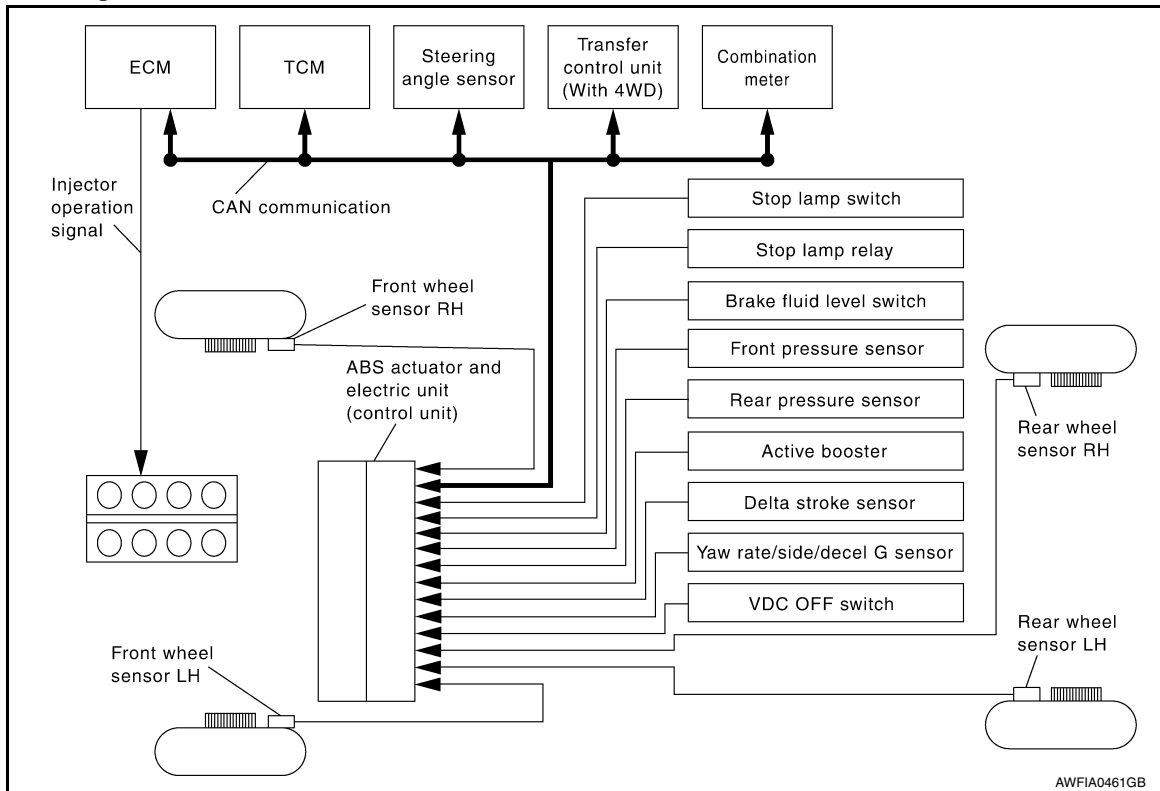 ECM
TCM
Steering
angle sensor
Transfer
control unit
(With 4WD)
Combination
meter
Injector
operation
signal
CAN communication
Stop lamp switch
Stop lamp relay
Brake fluid level switch
Front pressure sensor
Rear pressure sensor
Active booster
Delta stroke sensor
Yaw rate/side/decel G sensor
VDC OFF switch
Front wheel
sensor RH
ABS actuator and
electric unit
(control unit)
Rear wheel
sensor RH
Front wheel
sensor LH
Rear wheel
sensor LH
AWFIA0461GB